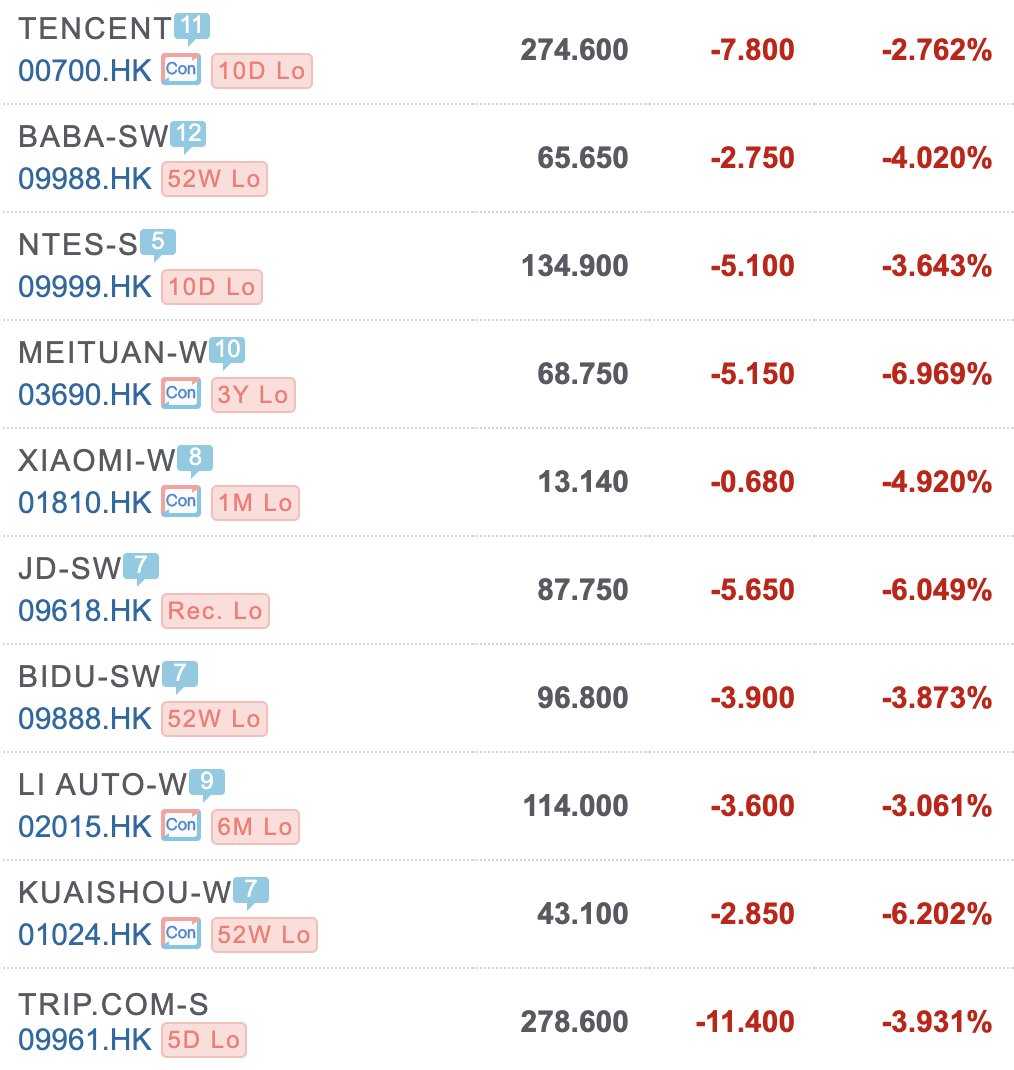 TENCENT 11
274.600 -7.800 -2.762%
00700.HK Con 10D Lo
BABA-SW 12
65.650 -2.750 -4.020%
09988.HK 52W Lo
NTES-S 5
134.900 -5.100 -3.643%
09999.HK 10D Lo
MEITUAN-W 10
68.750 -5.150 -6.969%
03690.HK Con 3Y Lo
XIAOMI-W 8
13.140 -0.680 -4.920%
01810.HK Con 1M Lo
JD-SW 7
87.750 -5.650 -6.049%
09618.HK Rec. Lo
BIDU-SW 7
96.800 -3.900 -3.873%
09888.HK 52W Lo
LI AUTO-W 9
114.000 -3.600 -3.061%
02015.HK Con 6M Lo
KUAISHOU-W 7
43.100 -2.850 -6.202%
01024.HK Con 52W Lo
TRIP.COM-S
278.600 -11.400 -3.931%
09961.HK 5D Lo